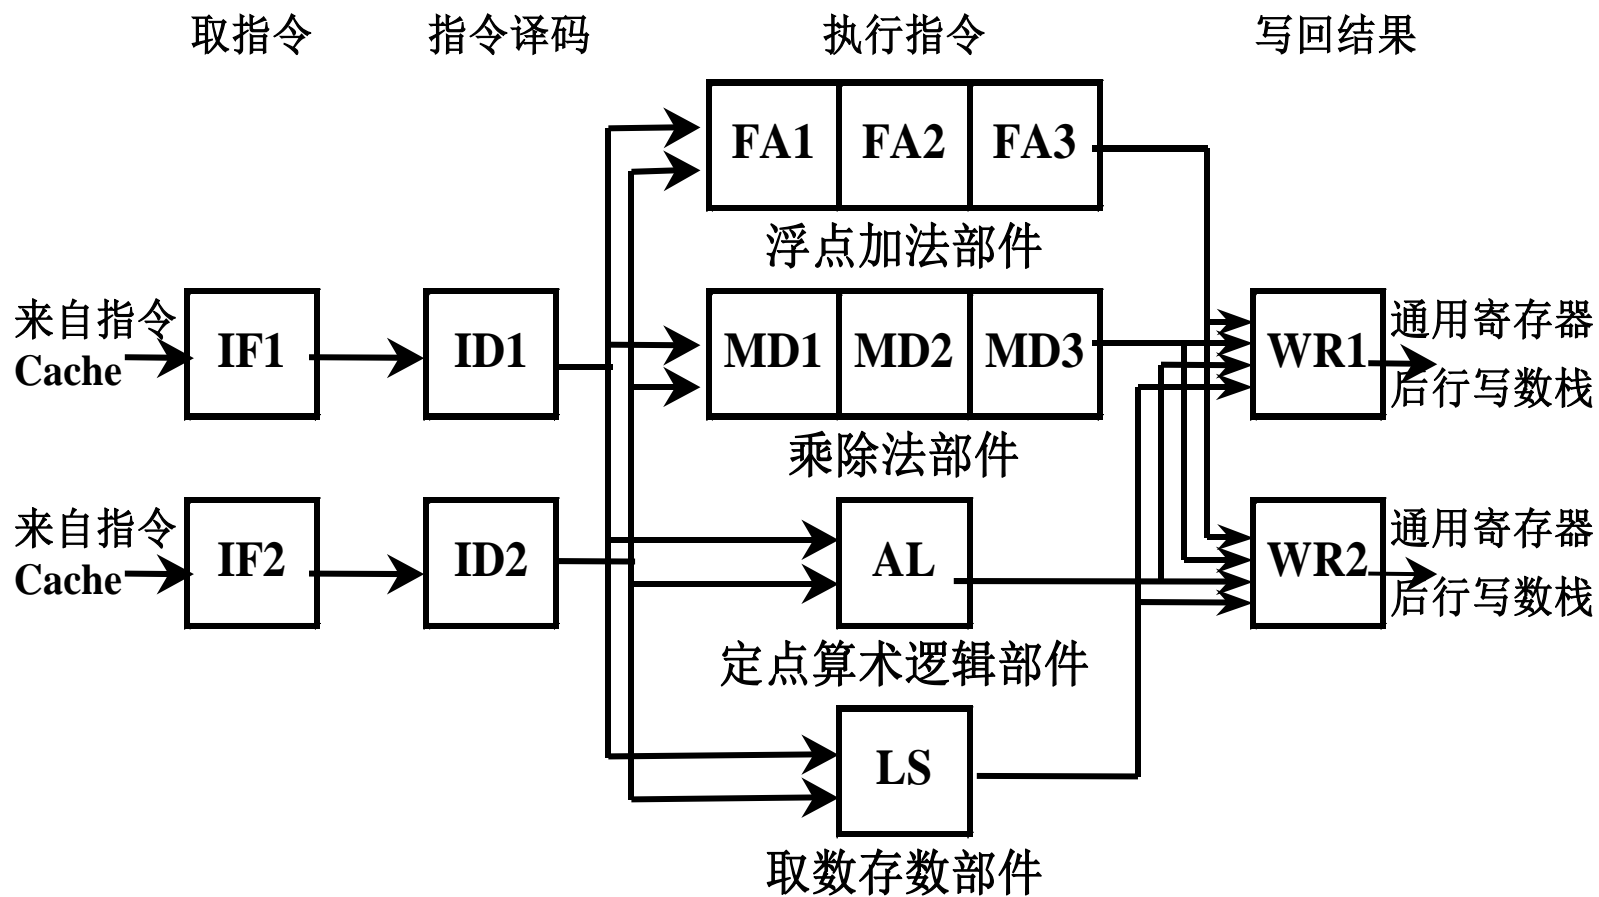 取指令 指令译码 执行指令 写回结果
FA1 FA2 FA3
浮点加法部件
来自指令
Cache
IF1 ID1 MD1 MD2 MD3 WR1
通用寄存器
后行写数栈
乘除法部件
来自指令
Cache
IF2 ID2 AL WR2
通用寄存器
后行写数栈
定点算术逻辑部件
LS
取数存数部件